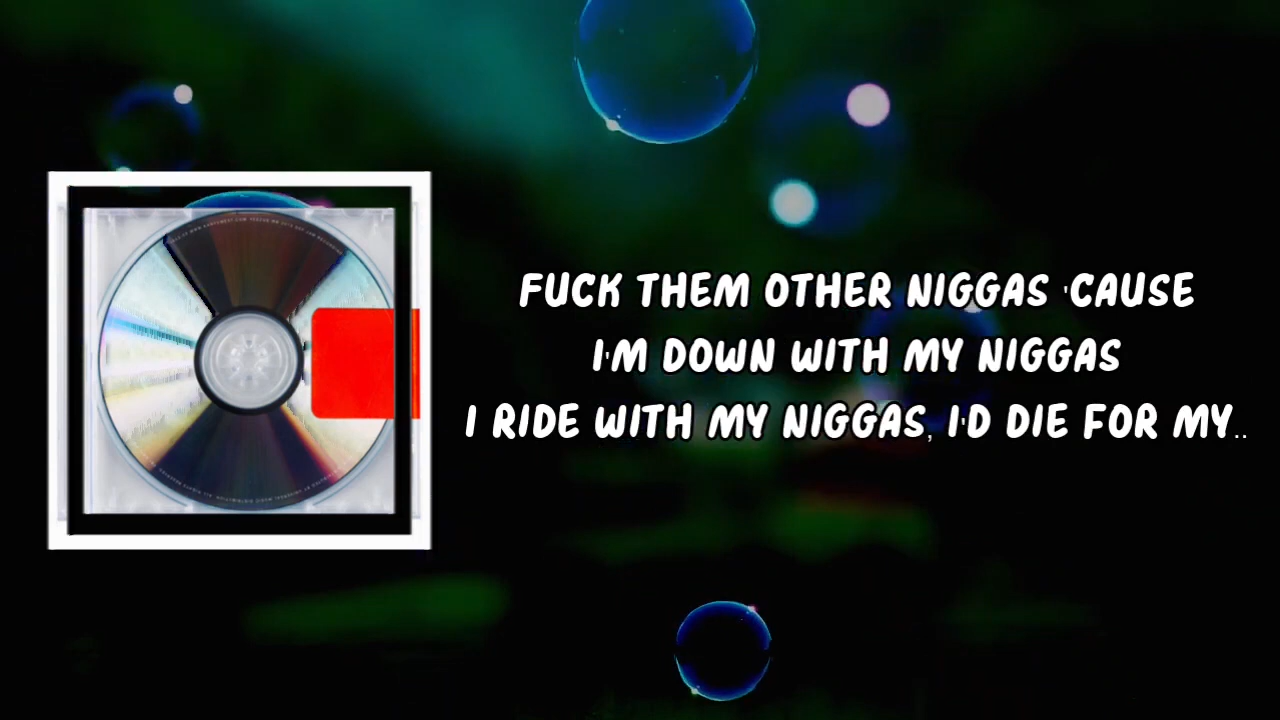 FUCK THEM OTHER NIGGAS 'CAUSE
I'M DOWN WITH MY NIGGAS
I RIDE WITH MY NIGGAS, I'D DIE FOR MY..